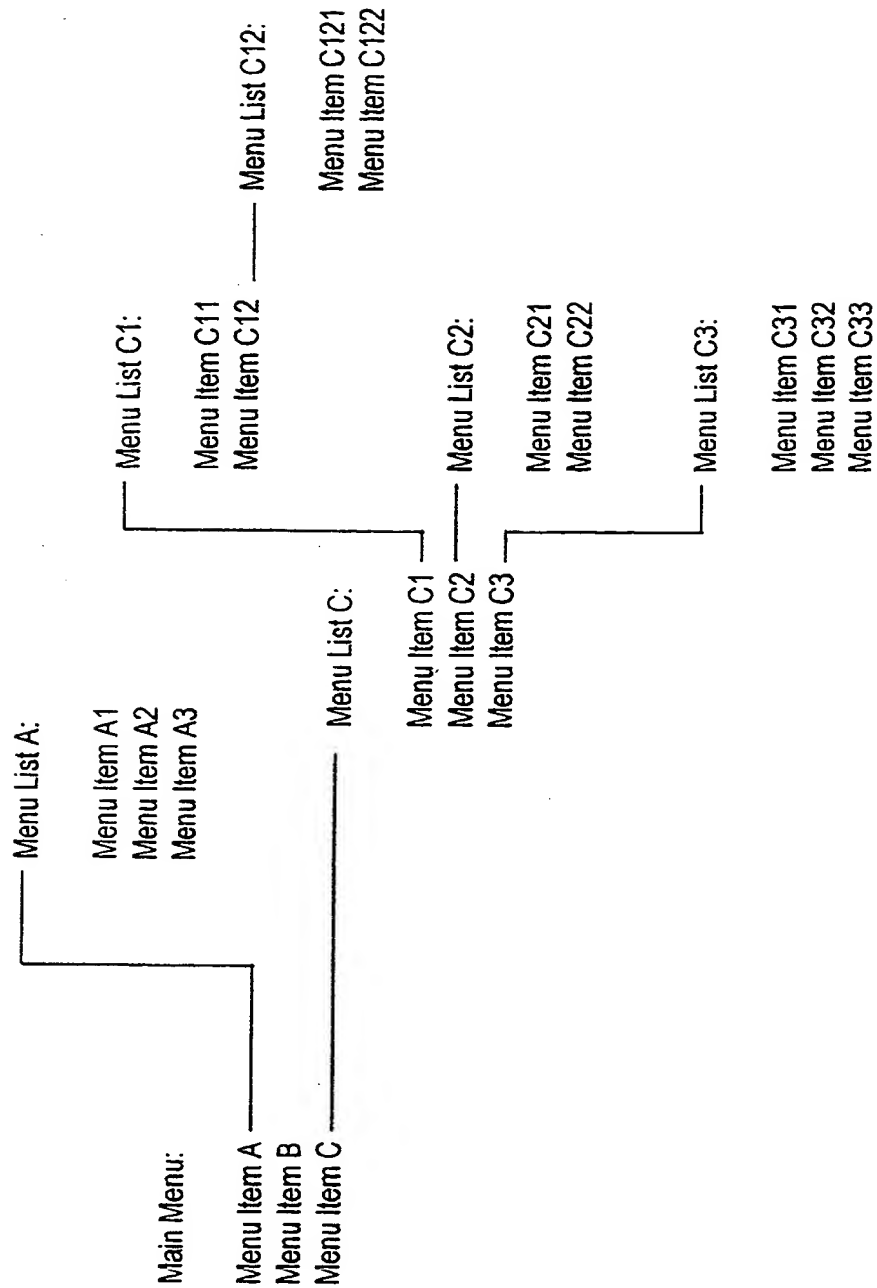 Main Menu:
Menu Item A
Menu Item B
Menu Item C
Menu List A:
Menu Item A1
Menu Item A2
Menu Item A3
Menu List C:
Menu Item C1
Menu Item C2
Menu Item C3
Menu List C1:
Menu Item C11
Menu Item C12
Menu List C2:
Menu Item C21
Menu Item C22
Menu List C3:
Menu Item C31
Menu Item C32
Menu Item C33
Menu List C12:
Menu Item C121
Menu Item C122